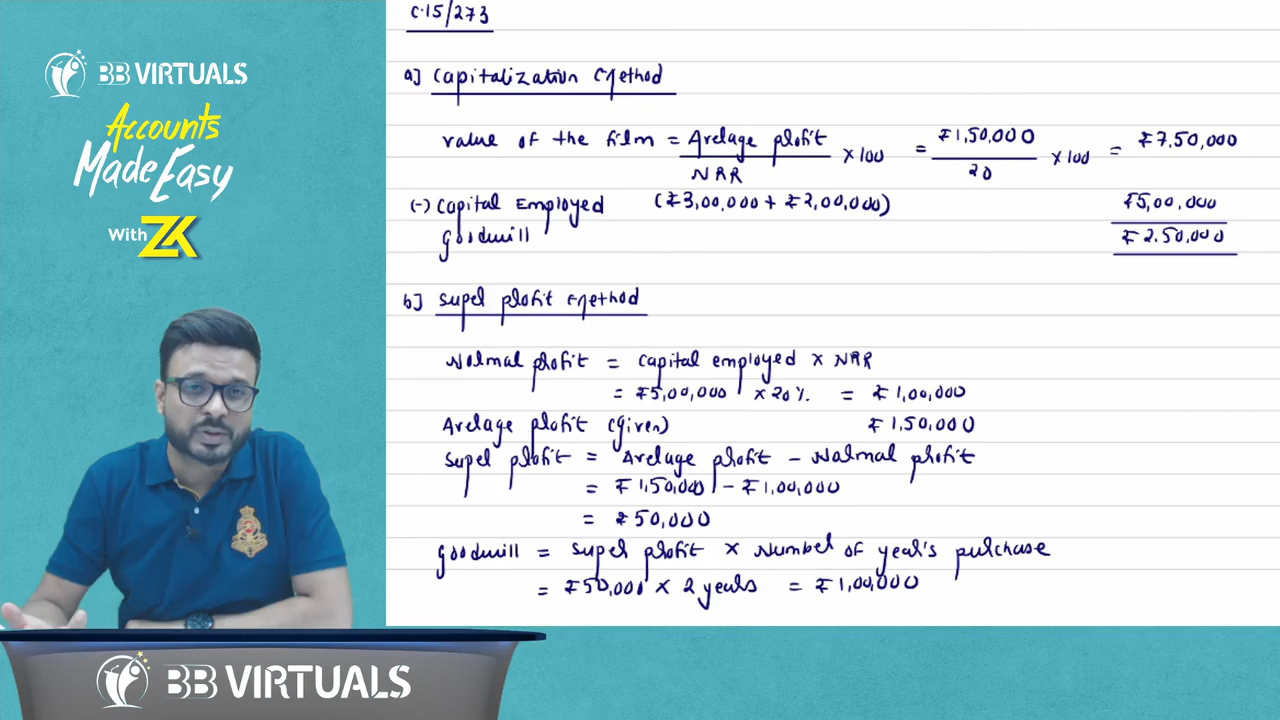 C.15/273
BB VIRTUALS
Accounts
Made Easy
With ZK
a] Capitalization Method
Value of the firm = Average profit / NRR × 100 = ₹1,50,000 / 20 × 100 = ₹7,50,000
(-) Capital Employed (₹3,00,000 + ₹2,00,000) ₹5,00,000
Goodwill ₹2,50,000
b] Super profit Method
Normal profit = Capital employed × NRR
= ₹5,00,000 × 20% = ₹1,00,000
Average profit (Given) ₹1,50,000
Super profit = Average profit - Normal profit
= ₹1,50,000 - ₹1,00,000
= ₹50,000
Goodwill = Super profit × Number of year's purchase
= ₹50,000 × 2 years = ₹1,00,000
BB VIRTUALS